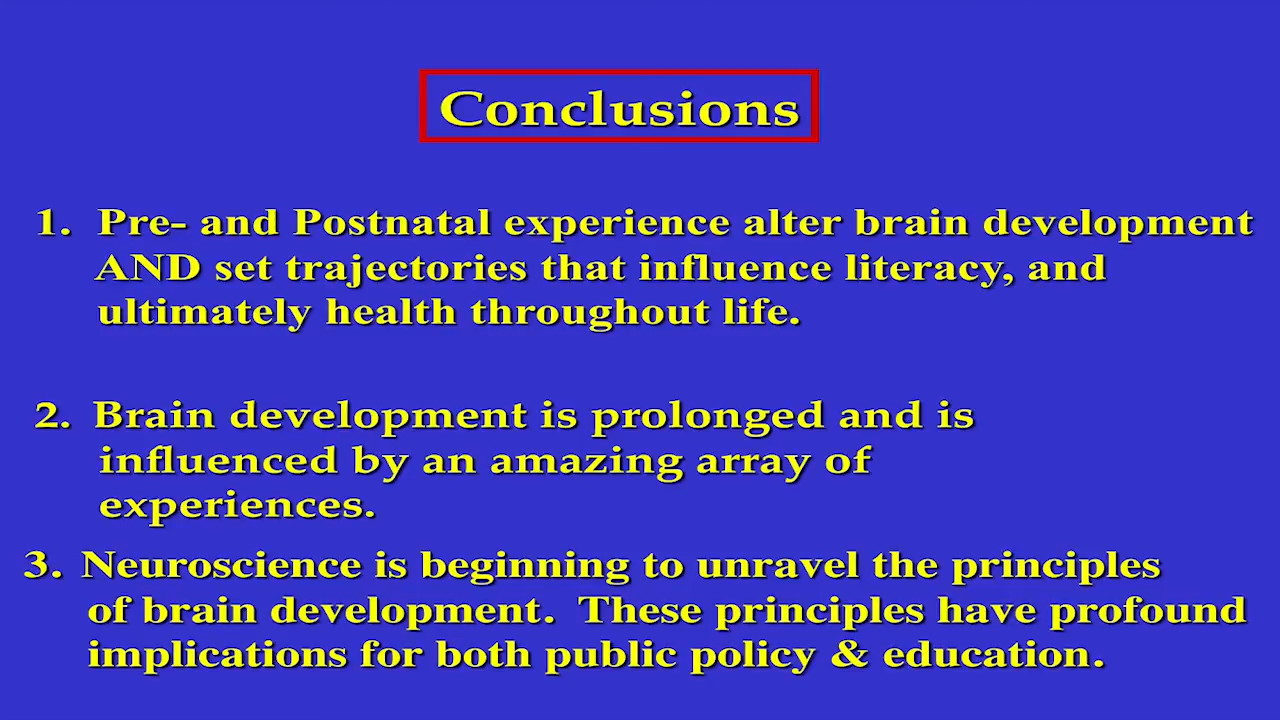 Conclusions
1. Pre- and Postnatal experience alter brain development
AND set trajectories that influence literacy, and
ultimately health throughout life.
2. Brain development is prolonged and is
influenced by an amazing array of
experiences.
3. Neuroscience is beginning to unravel the principles
of brain development. These principles have profound
implications for both public policy & education.